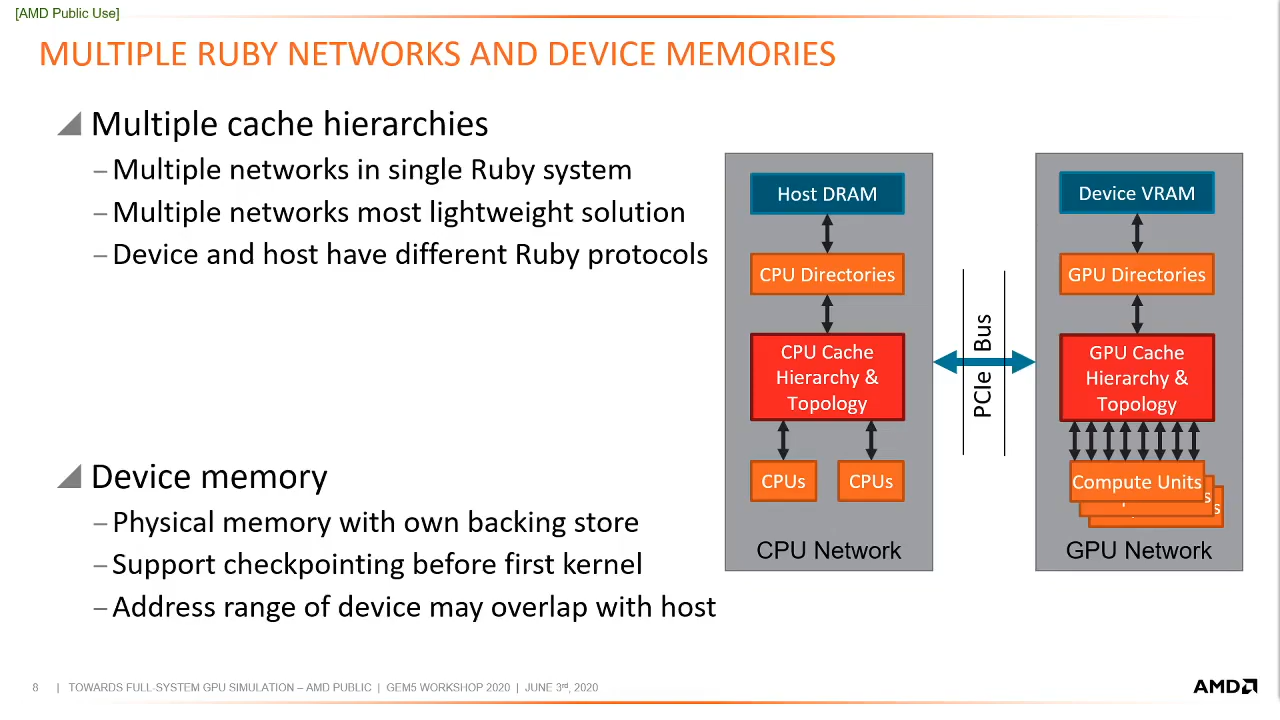 [AMD Public Use]
MULTIPLE RUBY NETWORKS AND DEVICE MEMORIES
Multiple cache hierarchies
– Multiple networks in single Ruby system
– Multiple networks most lightweight solution
– Device and host have different Ruby protocols
Device memory
– Physical memory with own backing store
– Support checkpointing before first kernel
– Address range of device may overlap with host
Host DRAM
CPU Directories
CPU Cache
Hierarchy &
Topology
CPUs
CPUs
CPU Network
PCIe Bus
Device VRAM
GPU Directories
GPU Cache
Hierarchy &
Topology
Compute Units
GPU Network
8 | TOWARDS FULL-SYSTEM GPU SIMULATION – AMD PUBLIC | GEM5 WORKSHOP 2020 | JUNE 3rd, 2020
AMD